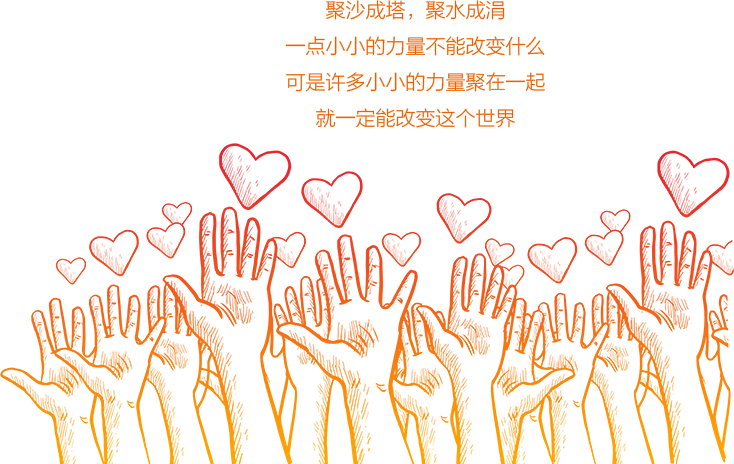 聚沙成塔，聚水成涓
一点小小的力量不能改变什么
可是许多小小的力量聚在一起
就一定能改变这个世界